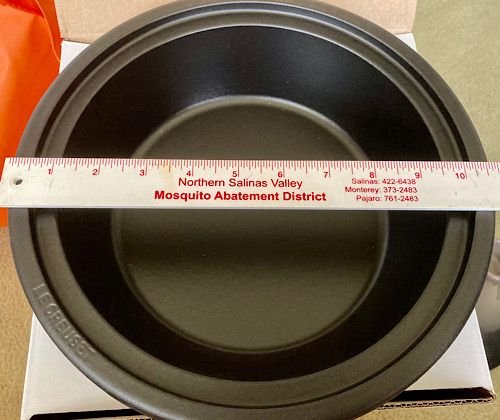 1 2 3 4 5 6 7 8 9 10
Northern Salinas Valley
Mosquito Abatement District
Salinas: 422-6438
Monterey: 373-2483
Pajaro: 761-2483
LE CREUSET